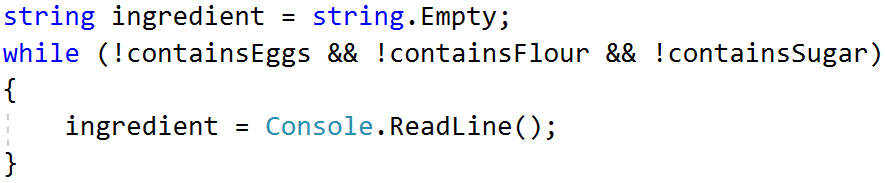 string ingredient = string.Empty;
while (!containsEggs && !containsFlour && !containsSugar)
{
    ingredient = Console.ReadLine();
}